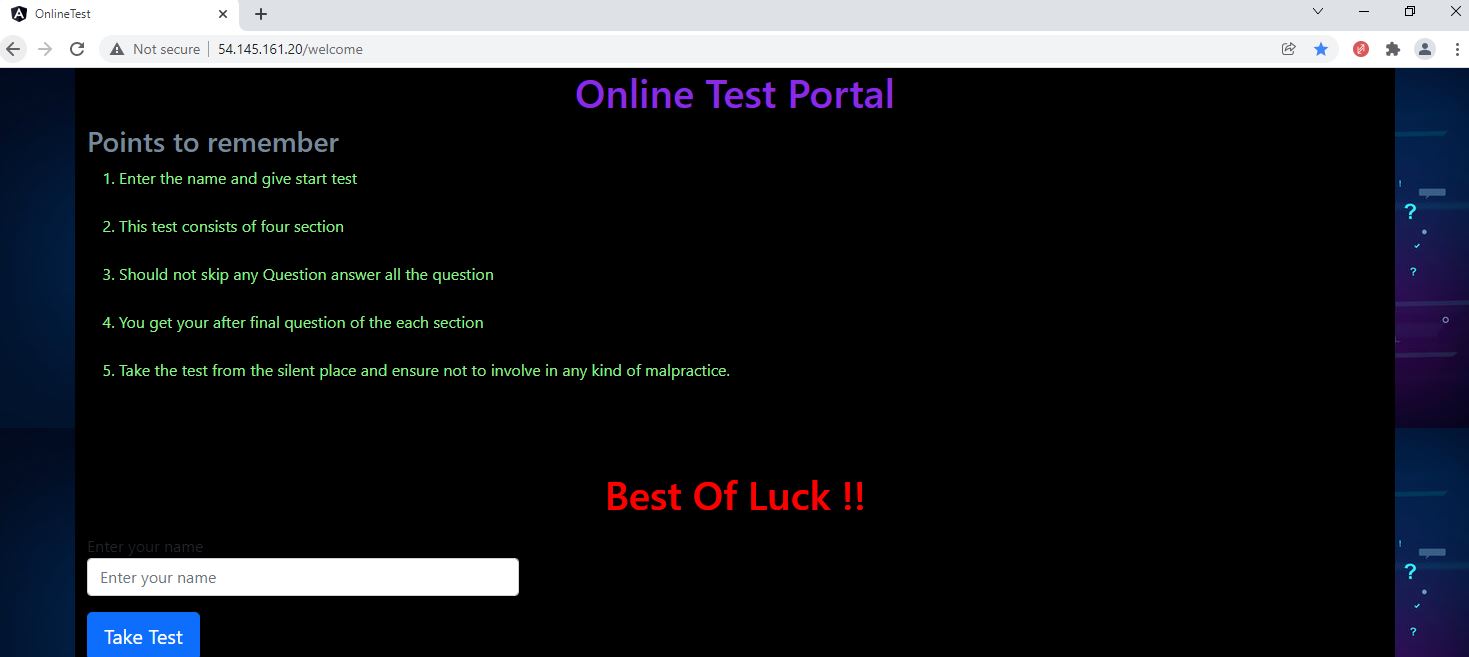 OnlineTest
Not secure 54.145.161.20/welcome
Online Test Portal
Points to remember
1. Enter the name and give start test
2. This test consists of four section
3. Should not skip any Question answer all the question
4. You get your after final question of the each section
5. Take the test from the silent place and ensure not to involve in any kind of malpractice.
Best Of Luck !!
Enter your name
Enter your name
Take Test